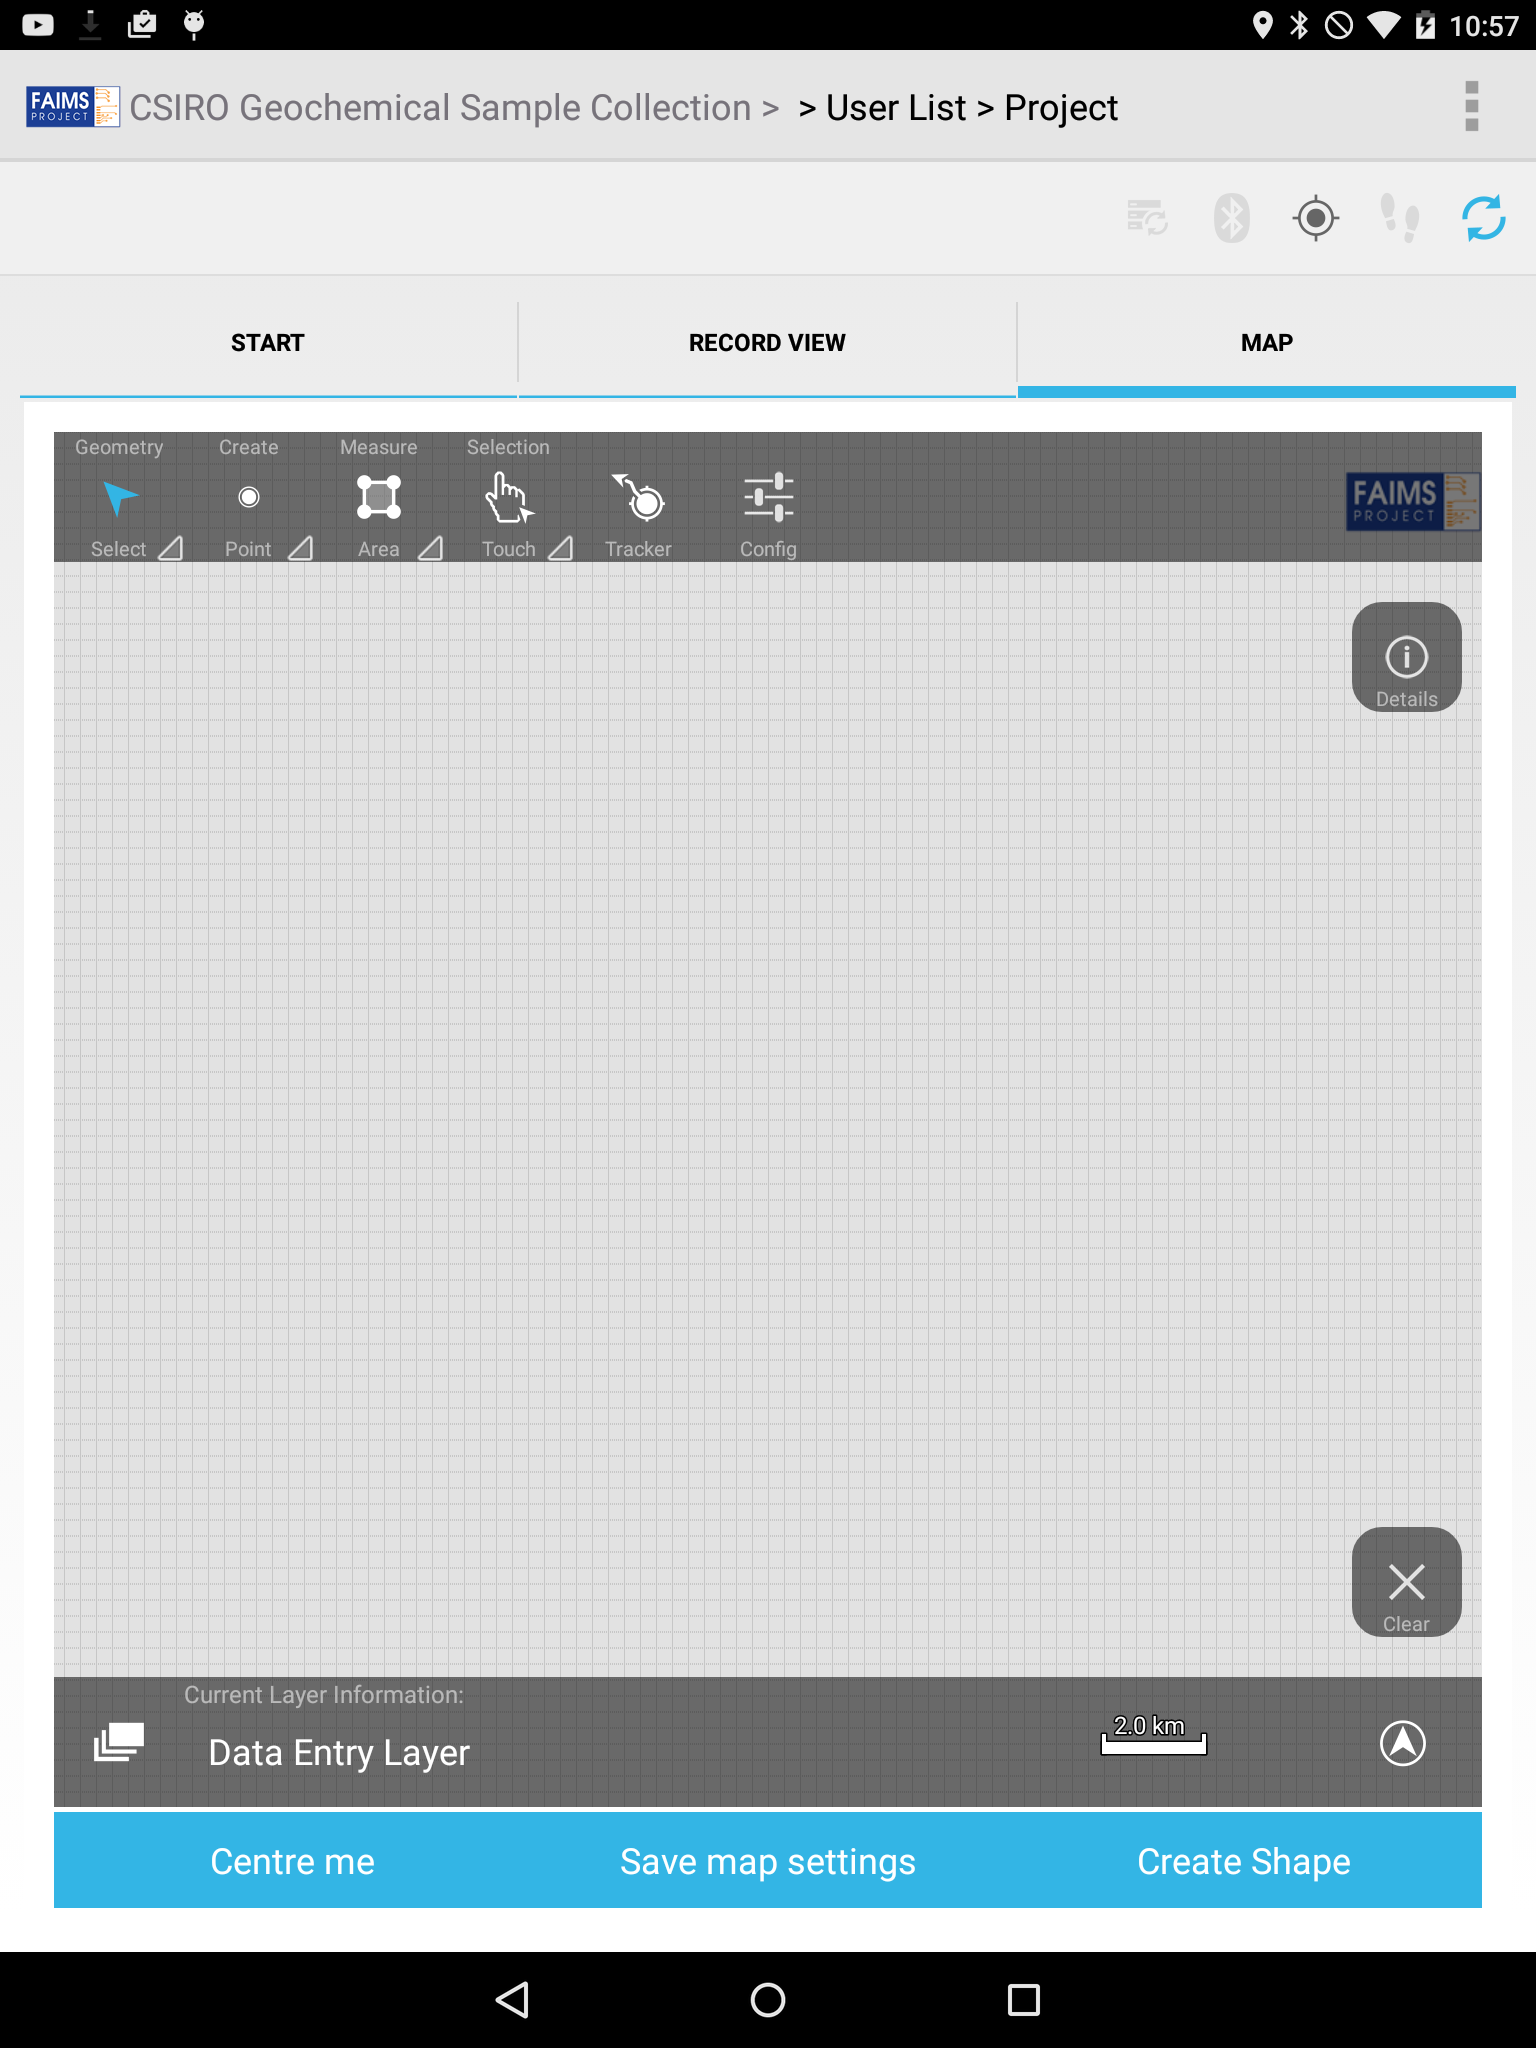 10:57
FAIMS
PROJECT
CSIRO Geochemical Sample Collection >  > User List > Project
START
RECORD VIEW
MAP
Geometry
Create
Measure
Selection
FAIMS
PROJECT
Select
Point
Area
Touch
Tracker
Config
Details
Clear
Current Layer Information:
Data Entry Layer
2.0 km
Centre me
Save map settings
Create Shape